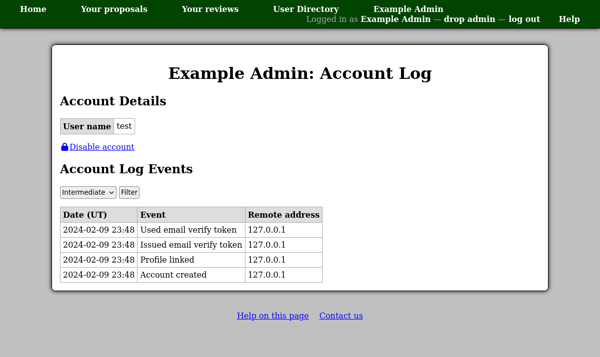 Home Your proposals Your reviews User Directory Example Admin
Logged in as Example Admin — drop admin — log out Help
Example Admin: Account Log
Account Details
User name test
Disable account
Account Log Events
Intermediate Filter
Date (UT) Event Remote address
2024-02-09 23:48 Used email verify token 127.0.0.1
2024-02-09 23:48 Issued email verify token 127.0.0.1
2024-02-09 23:48 Profile linked 127.0.0.1
2024-02-09 23:48 Account created 127.0.0.1
Help on this page Contact us